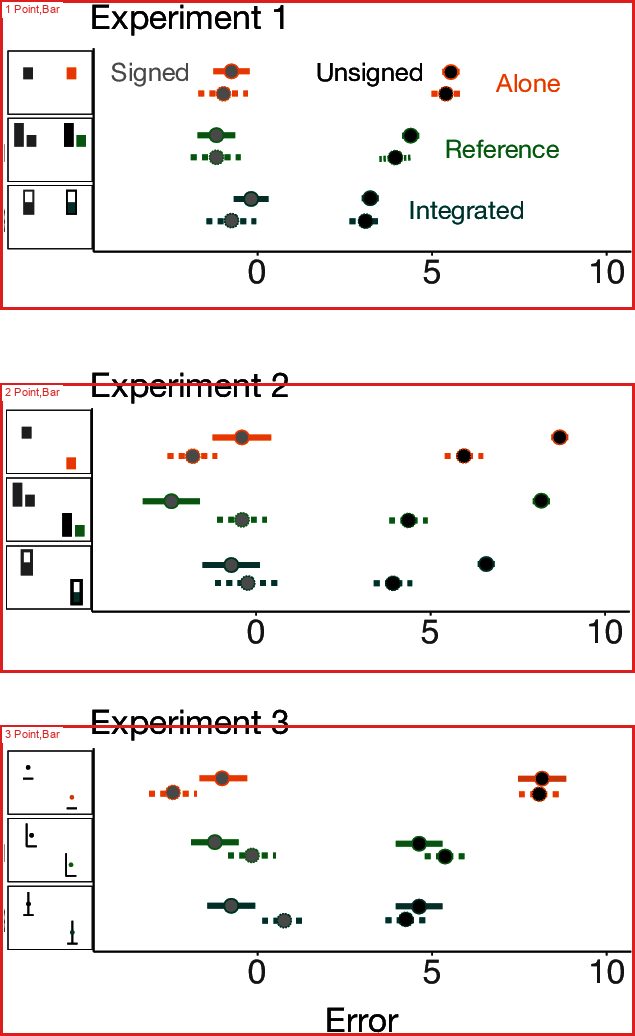 1 Point,Bar
Experiment 1
Signed
Unsigned
Alone
Reference
Integrated
0 5 10
Experiment 2
2 Point,Bar
0 5 10
Experiment 3
3 Point,Bar
0 5 10
Error